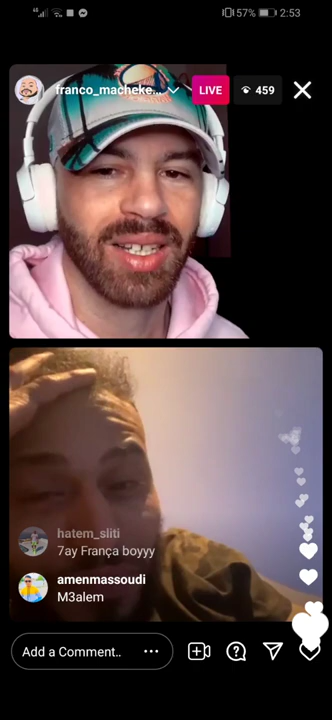 57% 2:53
franco_macheke... LIVE 459
hatem_sliti
7ay França boyyy
amenmassoudi
M3alem
Add a Comment..